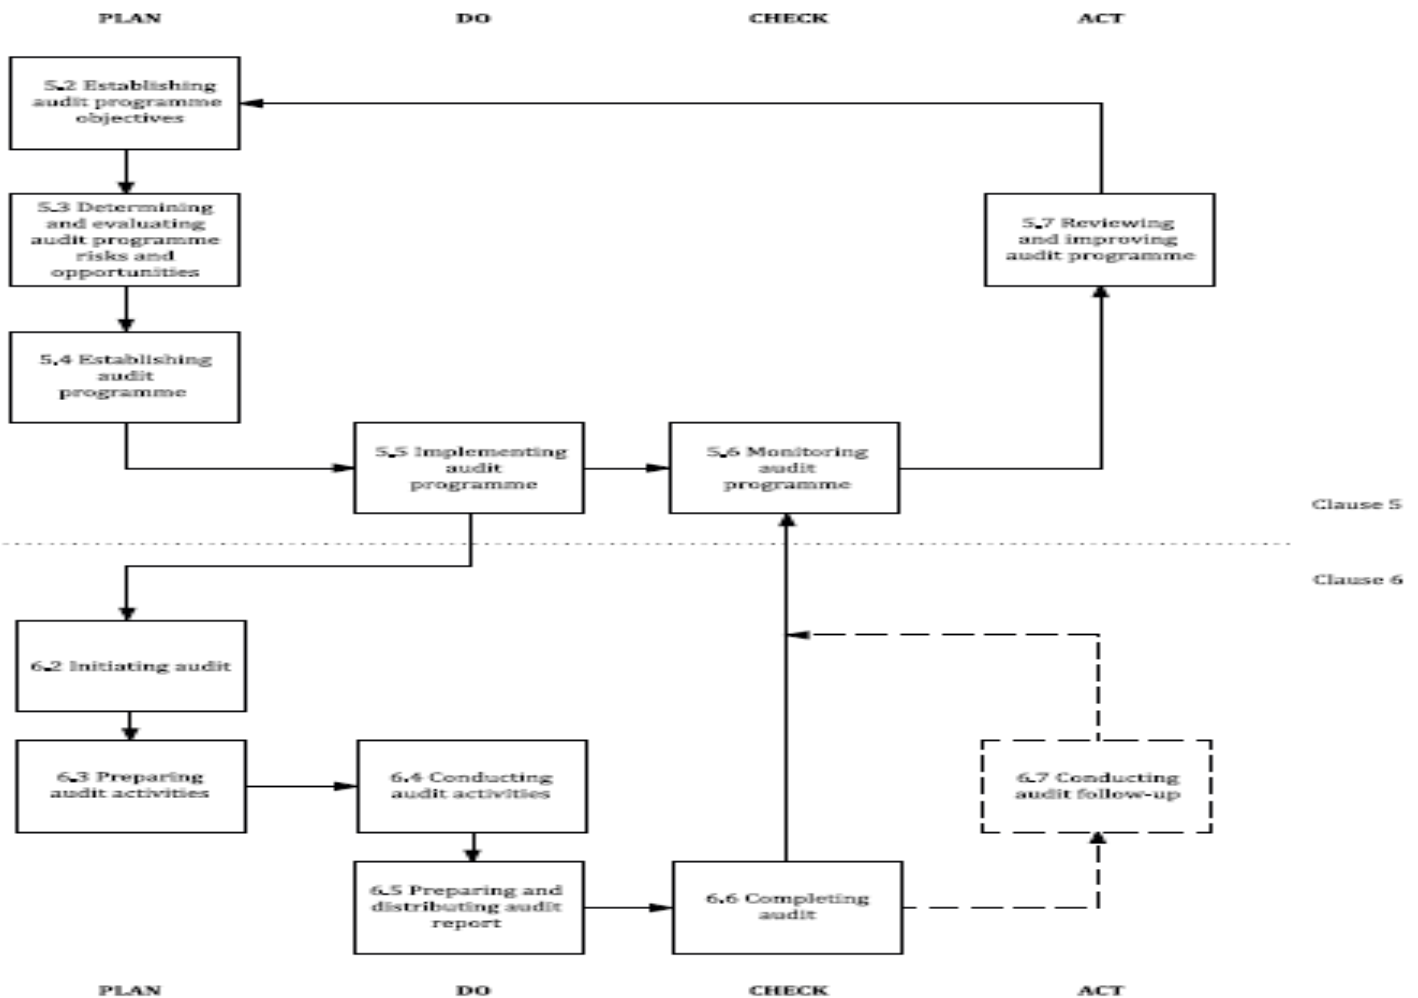 PLAN
DO
CHECK
ACT
5.2 Establishing
audit programme
objectives
5.3 Determining
and evaluating
audit programme
risks and
opportunities
5.7 Reviewing
and improving
audit programme
5.4 Establishing
audit
programme
5.5 Implementing
audit
programme
5.6 Monitoring
audit
programme
Clause 5
Clause 6
6.2 Initiating audit
6.3 Preparing
audit activities
6.4 Conducting
audit activities
6.7 Conducting
audit follow-up
6.5 Preparing and
distributing audit
report
6.6 Completing
audit
PLAN
DO
CHECK
ACT